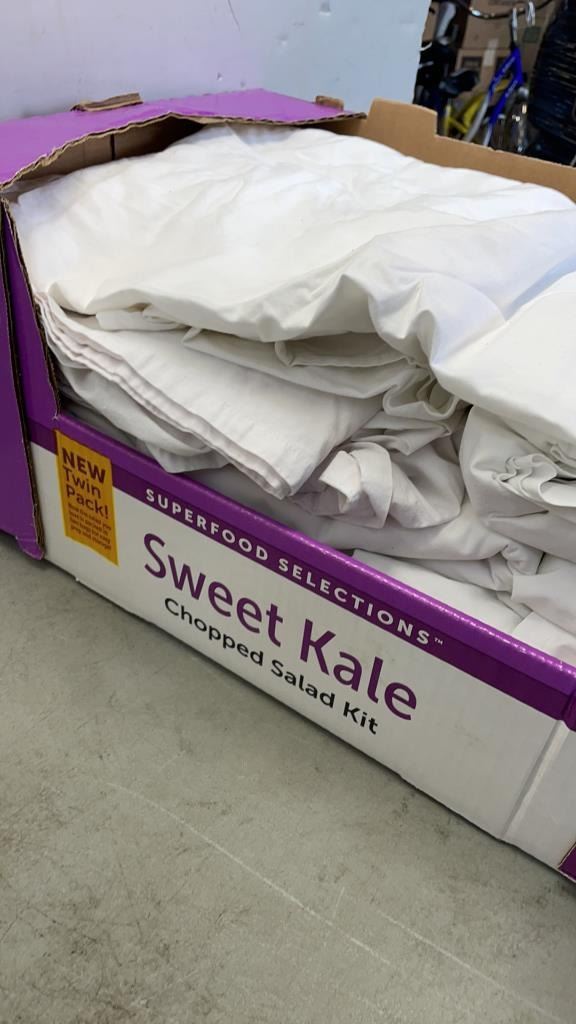 NEW
Twin
Pack!
SUPERFOOD SELECTIONS™
Sweet Kale
Chopped Salad Kit